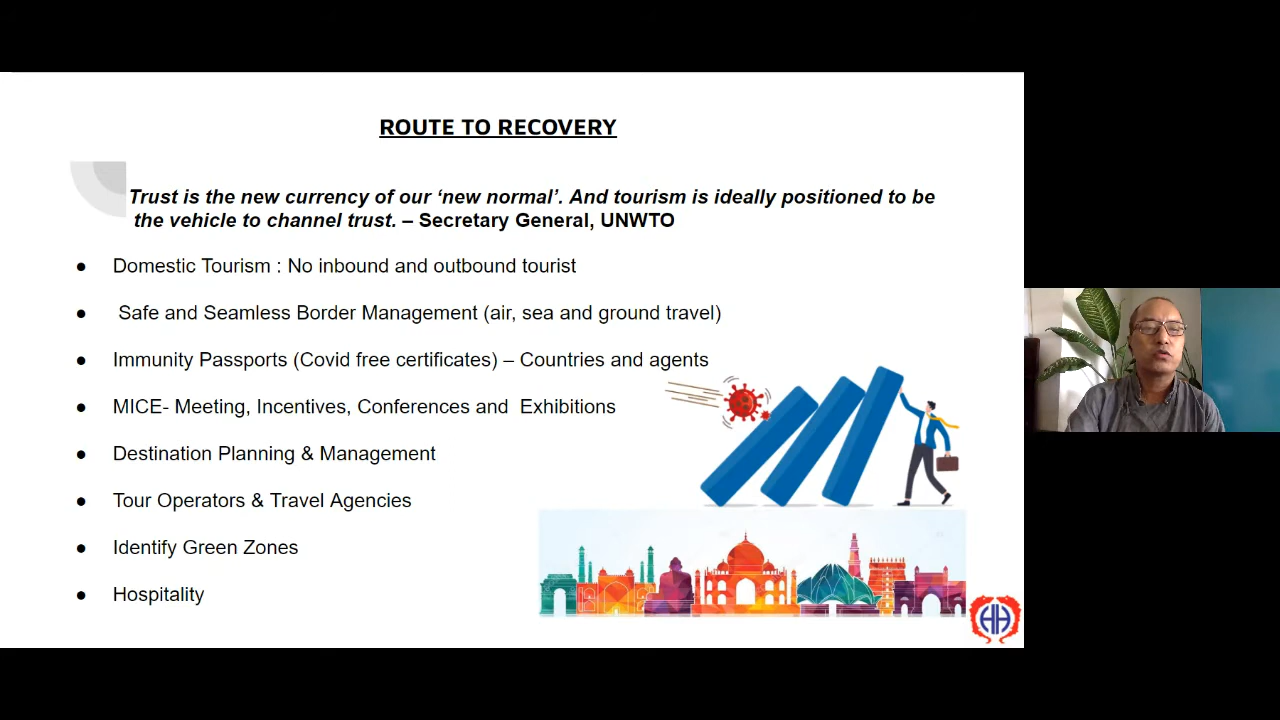 ROUTE TO RECOVERY
Trust is the new currency of our ‘new normal’. And tourism is ideally positioned to be
the vehicle to channel trust. – Secretary General, UNWTO
● Domestic Tourism : No inbound and outbound tourist
● Safe and Seamless Border Management (air, sea and ground travel)
● Immunity Passports (Covid free certificates) – Countries and agents
● MICE- Meeting, Incentives, Conferences and Exhibitions
● Destination Planning & Management
● Tour Operators & Travel Agencies
● Identify Green Zones
● Hospitality
HH